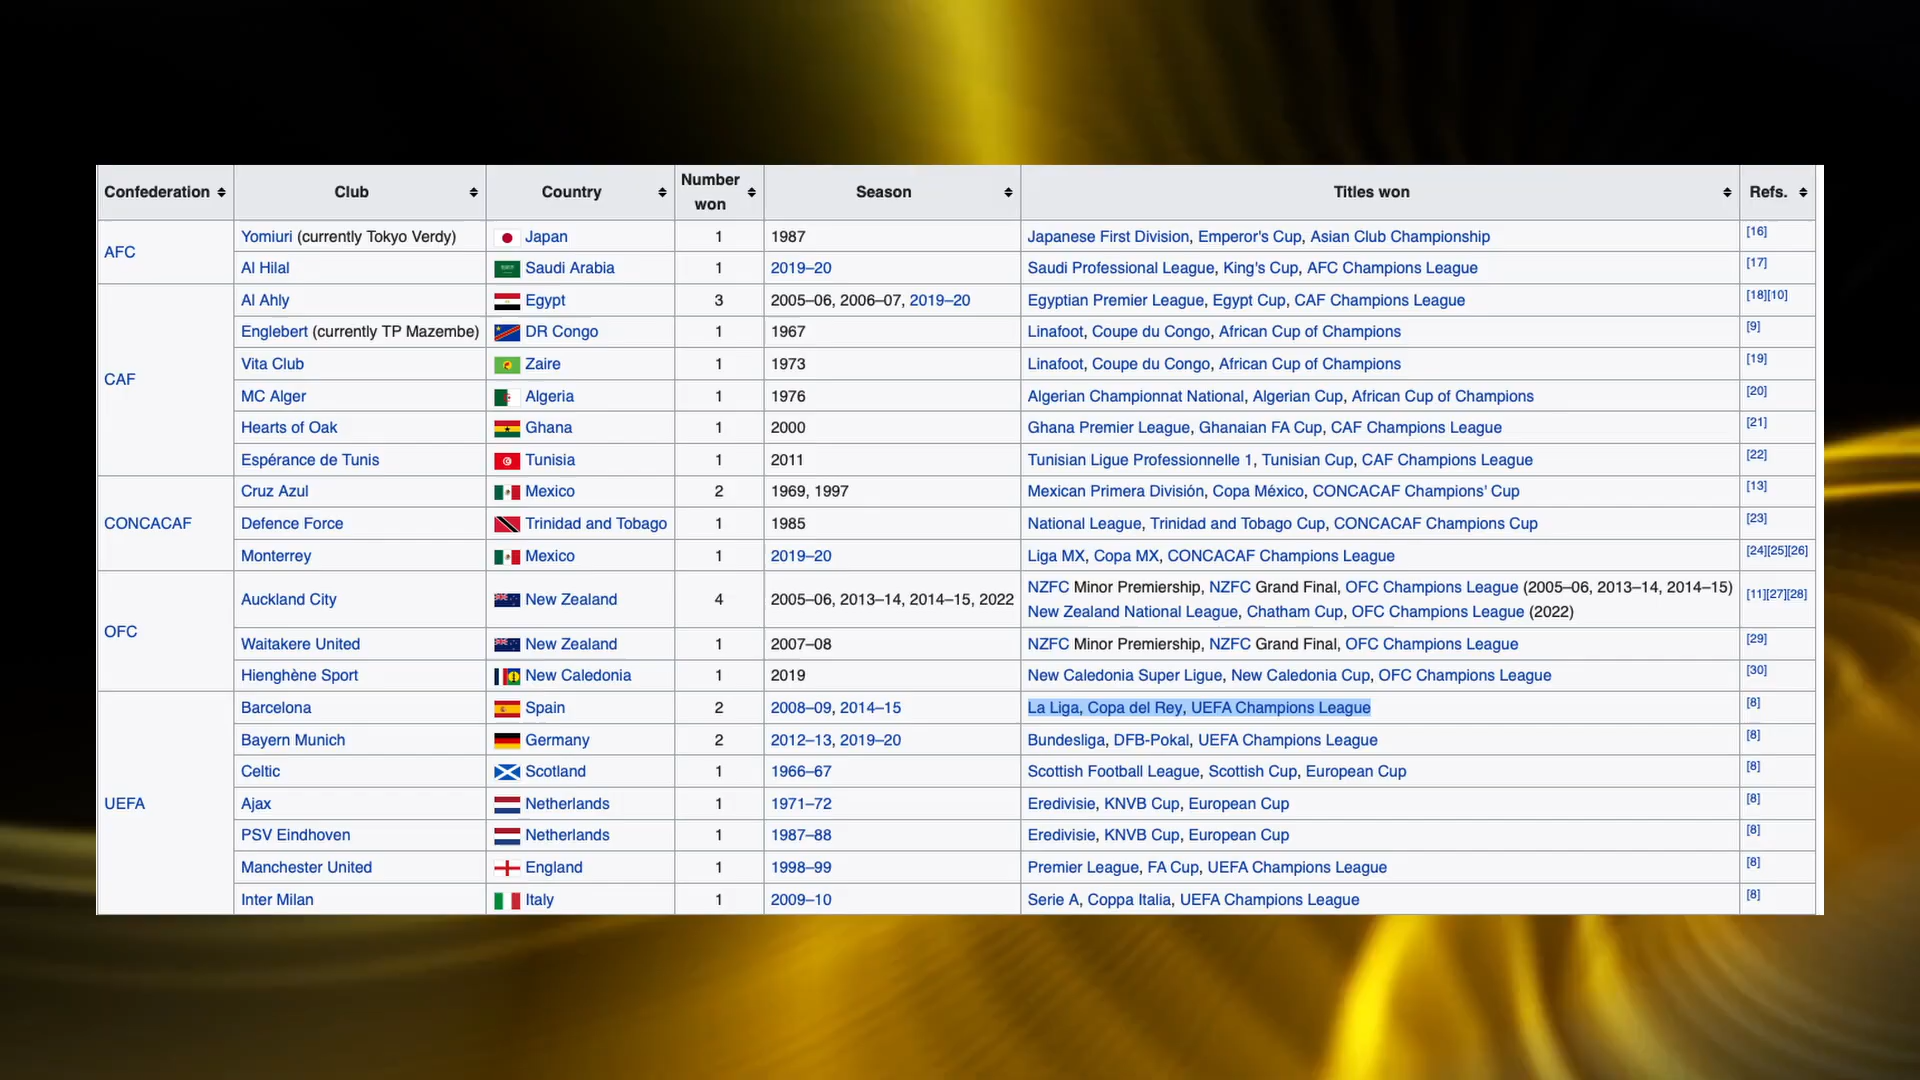 Confederation Club Country Number won Season Titles won Refs.
AFC
Yomiuri (currently Tokyo Verdy) Japan 1 1987 Japanese First Division, Emperor's Cup, Asian Club Championship [16]
Al Hilal Saudi Arabia 1 2019–20 Saudi Professional League, King's Cup, AFC Champions League [17]
CAF
Al Ahly Egypt 3 2005–06, 2006–07, 2019–20 Egyptian Premier League, Egypt Cup, CAF Champions League [18][10]
Englebert (currently TP Mazembe) DR Congo 1 1967 Linafoot, Coupe du Congo, African Cup of Champions [9]
Vita Club Zaire 1 1973 Linafoot, Coupe du Congo, African Cup of Champions [19]
MC Alger Algeria 1 1976 Algerian Championnat National, Algerian Cup, African Cup of Champions [20]
Hearts of Oak Ghana 1 2000 Ghana Premier League, Ghanaian FA Cup, CAF Champions League [21]
Espérance de Tunis Tunisia 1 2011 Tunisian Ligue Professionnelle 1, Tunisian Cup, CAF Champions League [22]
CONCACAF
Cruz Azul Mexico 2 1969, 1997 Mexican Primera División, Copa México, CONCACAF Champions' Cup [13]
Defence Force Trinidad and Tobago 1 1985 National League, Trinidad and Tobago Cup, CONCACAF Champions Cup [23]
Monterrey Mexico 1 2019–20 Liga MX, Copa MX, CONCACAF Champions League [24][25][26]
OFC
Auckland City New Zealand 4 2005–06, 2013–14, 2014–15, 2022 NZFC Minor Premiership, NZFC Grand Final, OFC Champions League (2005–06, 2013–14, 2014–15) [11][27][28]
New Zealand National League, Chatham Cup, OFC Champions League (2022)
Waitakere United New Zealand 1 2007–08 NZFC Minor Premiership, NZFC Grand Final, OFC Champions League [29]
Hienghène Sport New Caledonia 1 2019 New Caledonia Super Ligue, New Caledonia Cup, OFC Champions League [30]
UEFA
Barcelona Spain 2 2008–09, 2014–15 La Liga, Copa del Rey, UEFA Champions League [8]
Bayern Munich Germany 2 2012–13, 2019–20 Bundesliga, DFB-Pokal, UEFA Champions League [8]
Celtic Scotland 1 1966–67 Scottish Football League, Scottish Cup, European Cup [8]
Ajax Netherlands 1 1971–72 Eredivisie, KNVB Cup, European Cup [8]
PSV Eindhoven Netherlands 1 1987–88 Eredivisie, KNVB Cup, European Cup [8]
Manchester United England 1 1998–99 Premier League, FA Cup, UEFA Champions League [8]
Inter Milan Italy 1 2009–10 Serie A, Coppa Italia, UEFA Champions League [8]